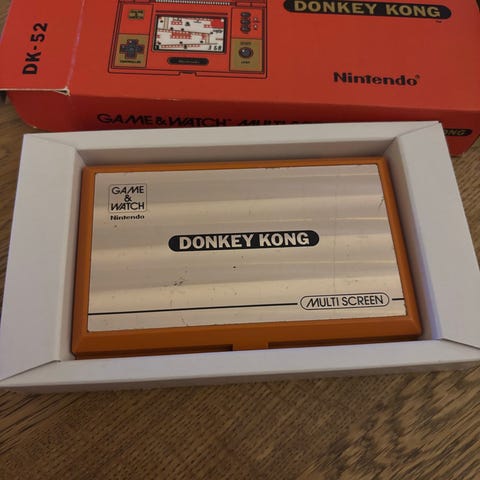 DK-52
DONKEY KONG
Nintendo
GAME & WATCH
GAME
&
WATCH
Nintendo
DONKEY KONG
MULTI SCREEN